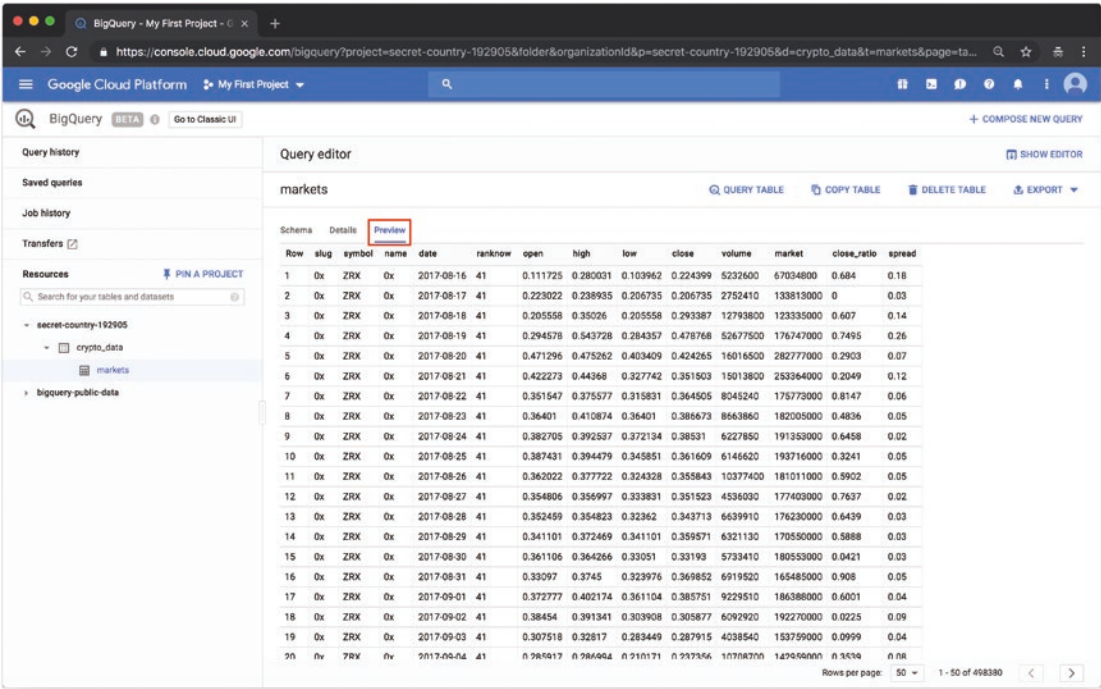 BigQuery - My First Project - G × +
https://console.cloud.google.com/bigquery?project=secret-country-192905&folder&organizationId&p=secret-country-192905&d=crypto_data&t=markets&page=ta...
Google Cloud Platform My First Project
BigQuery BETA Go to Classic UI + COMPOSE NEW QUERY
Query history
Saved queries
Job history
Transfers
Resources PIN A PROJECT
Search for your tables and datasets
secret-country-192905
crypto_data
markets
bigquery-public-data
Query editor SHOW EDITOR
markets QUERY TABLE COPY TABLE DELETE TABLE EXPORT
Schema Details Preview
Row slug symbol name date ranknow open high low close volume market close_ratio spread
1 0x ZRX 0x 2017-08-16 41 0.111725 0.280031 0.103962 0.224399 5232600 67034800 0.684 0.18
2 0x ZRX 0x 2017-08-17 41 0.223022 0.238935 0.206735 0.206735 2752410 133813000 0 0.03
3 0x ZRX 0x 2017-08-18 41 0.205558 0.35026 0.205558 0.293387 12793800 123335000 0.607 0.14
4 0x ZRX 0x 2017-08-19 41 0.294578 0.543728 0.284357 0.478768 52677500 176747000 0.7495 0.26
5 0x ZRX 0x 2017-08-20 41 0.471296 0.475262 0.403409 0.424265 16016500 282777000 0.2903 0.07
6 0x ZRX 0x 2017-08-21 41 0.422273 0.44368 0.327742 0.351503 15013800 253364000 0.2049 0.12
7 0x ZRX 0x 2017-08-22 41 0.351547 0.375577 0.315831 0.364505 8045240 175773000 0.8147 0.06
8 0x ZRX 0x 2017-08-23 41 0.36401 0.410874 0.36401 0.386673 8663860 182005000 0.4836 0.05
9 0x ZRX 0x 2017-08-24 41 0.382705 0.392537 0.372134 0.38531 6227850 191353000 0.6458 0.02
10 0x ZRX 0x 2017-08-25 41 0.387431 0.394479 0.345851 0.361609 6146620 193716000 0.3241 0.05
11 0x ZRX 0x 2017-08-26 41 0.362022 0.377722 0.324328 0.355843 10377400 181011000 0.5902 0.05
12 0x ZRX 0x 2017-08-27 41 0.354806 0.356997 0.333831 0.351523 4536030 177403000 0.7637 0.02
13 0x ZRX 0x 2017-08-28 41 0.352459 0.354823 0.32362 0.343713 6639910 176230000 0.6439 0.03
14 0x ZRX 0x 2017-08-29 41 0.341101 0.372469 0.341101 0.359571 6321130 170550000 0.5888 0.03
15 0x ZRX 0x 2017-08-30 41 0.361106 0.364266 0.33051 0.33193 5733410 180553000 0.0421 0.03
16 0x ZRX 0x 2017-08-31 41 0.33097 0.3745 0.323976 0.369852 6919520 165485000 0.908 0.05
17 0x ZRX 0x 2017-09-01 41 0.372777 0.402174 0.361104 0.385751 9229510 186388000 0.6001 0.04
18 0x ZRX 0x 2017-09-02 41 0.38454 0.391341 0.303908 0.305877 6092920 192270000 0.0225 0.09
19 0x ZRX 0x 2017-09-03 41 0.307518 0.32817 0.283449 0.287915 4038540 153759000 0.0999 0.04
20 0x ZRX 0x 2017-09-04 41 0.285917 0.286994 0.210171 0.237356 10708700 142959000 0.3539 0.08
Rows per page: 50 1 - 50 of 498380